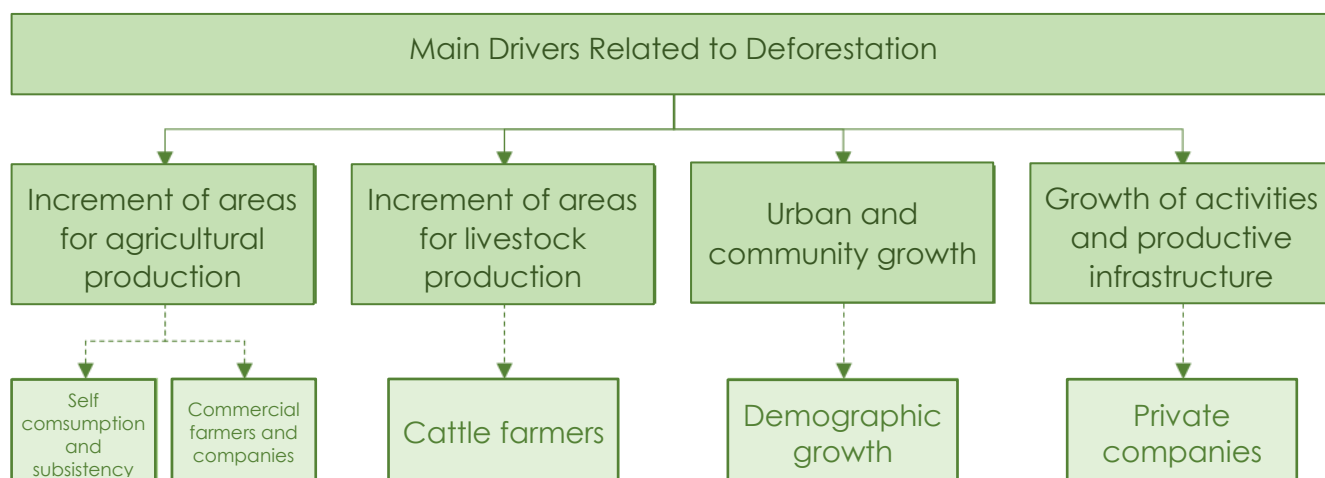 Main Drivers Related to Deforestation
Increment of areas
for agricultural
production
Increment of areas
for livestock
production
Urban and
community growth
Growth of activities
and productive
infrastructure
Self
comsumption
and
subsistency
Commercial
farmers and
companies
Cattle farmers
Demographic
growth
Private
companies